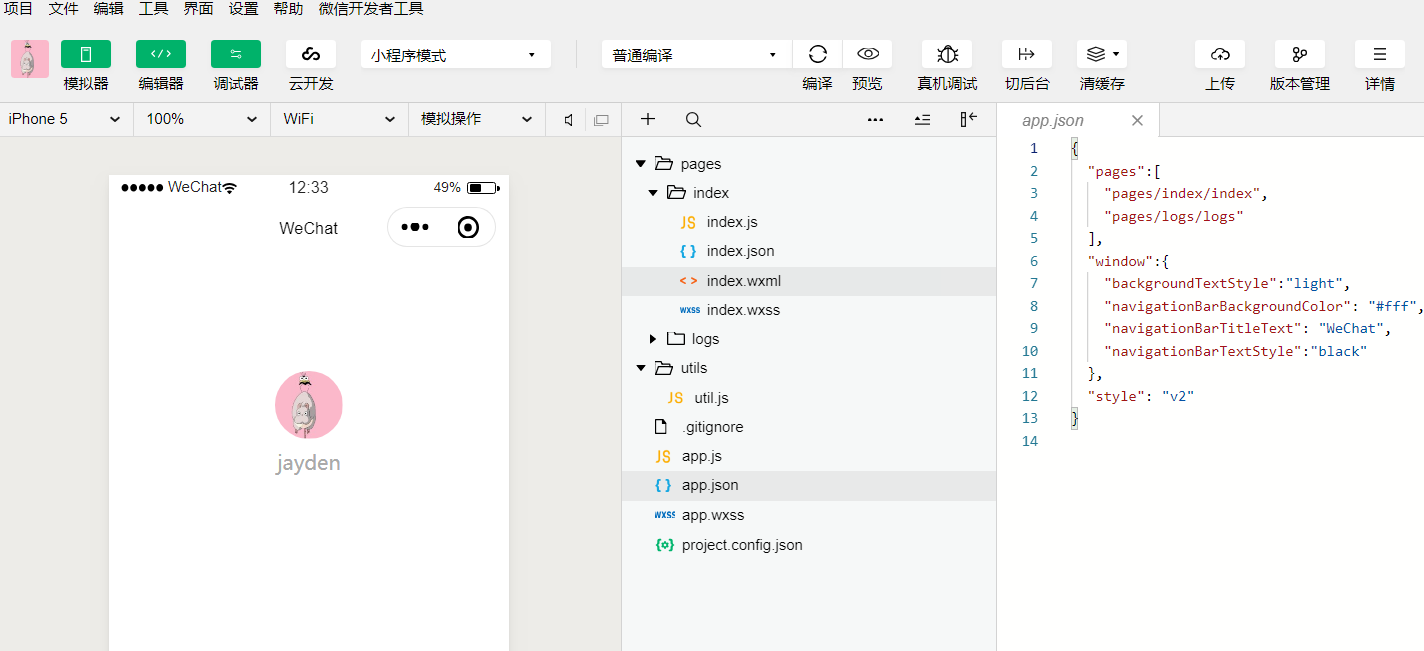 项目 文件 编辑 工具 界面 设置 帮助 微信开发者工具
小程序模式 普通编译
模拟器 编辑器 调试器 云开发 编译 预览 真机调试 切后台 清缓存 上传 版本管理 详情
iPhone 5 100% WiFi 模拟操作
WeChat 12:33 49%
WeChat
jayden
pages
index
JS index.js
{ } index.json
< > index.wxml
wxss index.wxss
logs
utils
JS util.js
.gitignore
JS app.js
{ } app.json
wxss app.wxss
project.config.json
app.json
1 {
2 "pages":[
3 "pages/index/index",
4 "pages/logs/logs"
5 ],
6 "window":{
7 "backgroundTextStyle":"light",
8 "navigationBarBackgroundColor": "#fff",
9 "navigationBarTitleText": "WeChat",
10 "navigationBarTextStyle":"black"
11 },
12 "style": "v2"
13 }
14